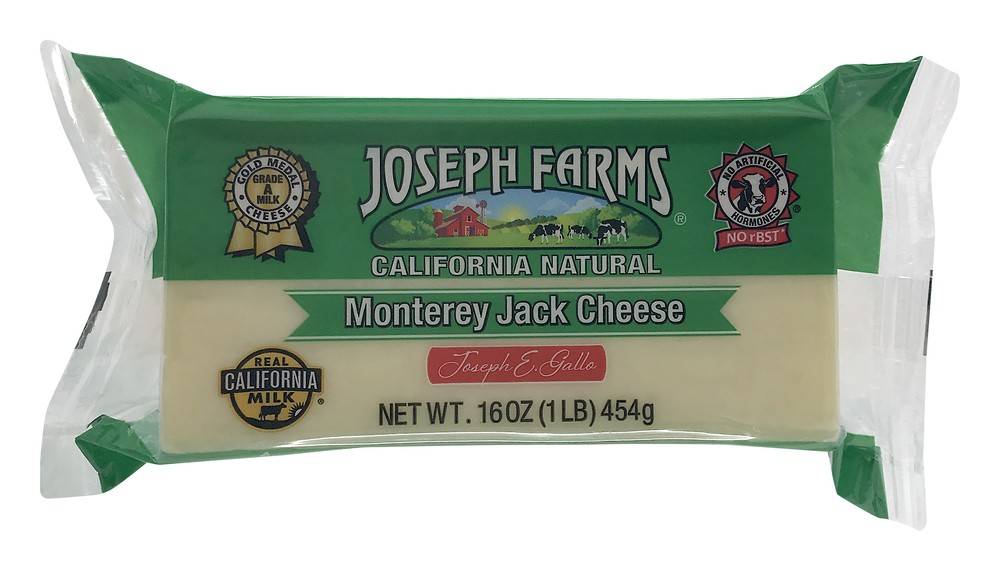 GOLD MEDAL
GRADE
A
MILK
CHEESE
JOSEPH FARMS
®
CALIFORNIA NATURAL
NO ARTIFICIAL
HORMONES
®
NO rBST*
Monterey Jack Cheese
Joseph E. Gallo
REAL
CALIFORNIA
MILK
®
NET WT. 16 OZ (1 LB) 454g